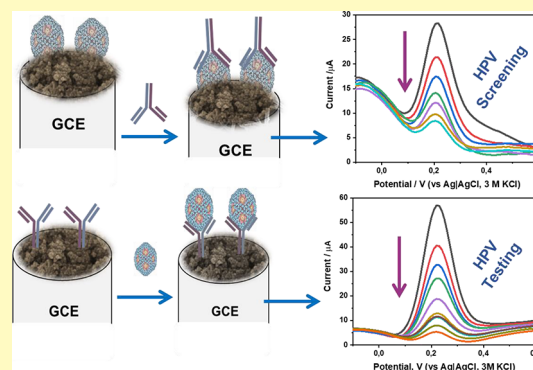 GCE
GCE
30
25
20
15
10
5
0
Current /µA
0,0
0,4
Potential / V (vs Ag|AgCl, 3 M KCl)
HPV
Screening
GCE
GCE
60
50
40
30
20
10
0
Current /µA
0,0
0,2
0,4
Potential, V (vs Ag|AgCl, 3M KCl)
HPV
Testing